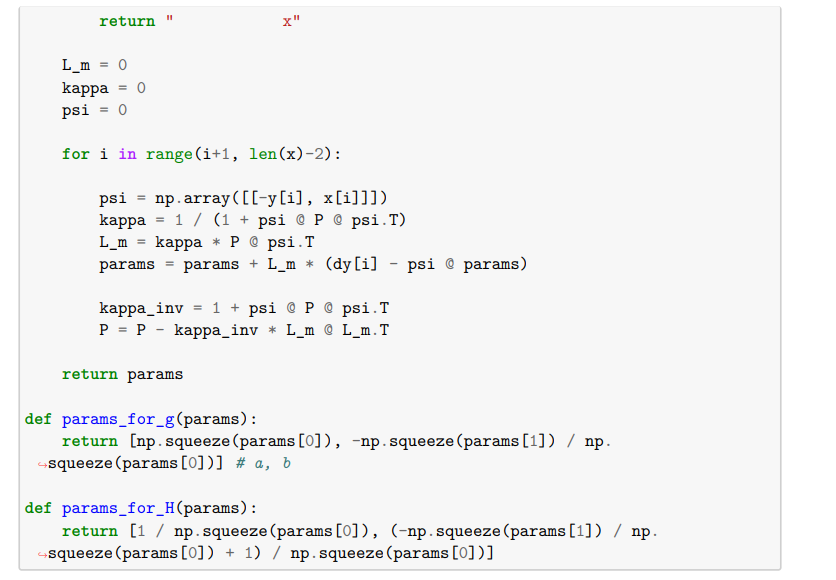 return "           x"
L_m = 0
kappa = 0
psi = 0
for i in range(i+1, len(x)-2):
psi = np.array([[-y[i], x[i]]])
kappa = 1 / (1 + psi @ P @ psi.T)
L_m = kappa * P @ psi.T
params = params + L_m * (dy[i] - psi @ params)
kappa_inv = 1 + psi @ P @ psi.T
P = P - kappa_inv * L_m @ L_m.T
return params
def params_for_g(params):
return [np.squeeze(params[0]), -np.squeeze(params[1]) / np.
↪squeeze(params[0])] # a, b
def params_for_H(params):
return [1 / np.squeeze(params[0]), (-np.squeeze(params[1]) / np.
↪squeeze(params[0]) + 1) / np.squeeze(params[0])]